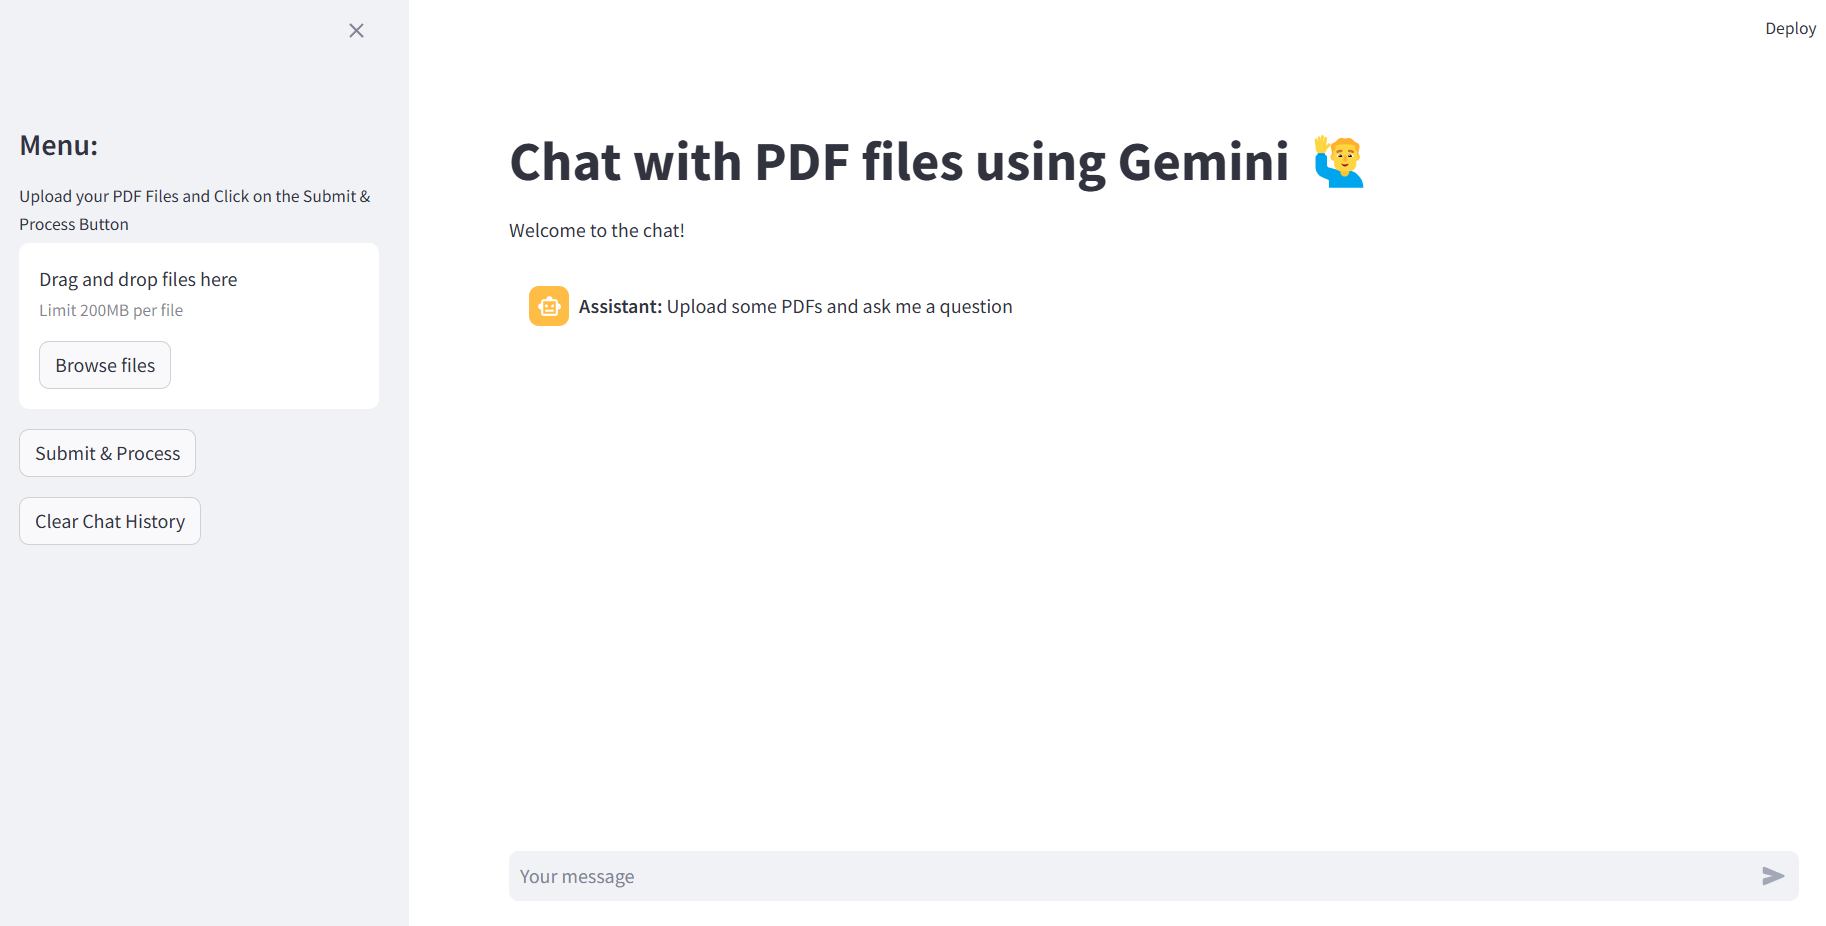 Deploy
Menu:
Upload your PDF Files and Click on the Submit &
Process Button
Drag and drop files here
Limit 200MB per file
Browse files
Submit & Process
Clear Chat History
Chat with PDF files using Gemini 🙋‍♂️
Welcome to the chat!
Assistant: Upload some PDFs and ask me a question
Your message